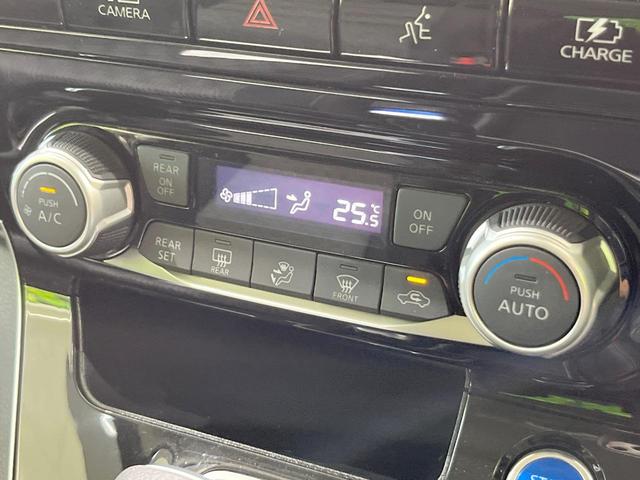 CAMERA
CHARGE
PUSH
A/C
REAR
ON
OFF
25.5
°C
ON
OFF
REAR
SET
REAR
FRONT
PUSH
AUTO